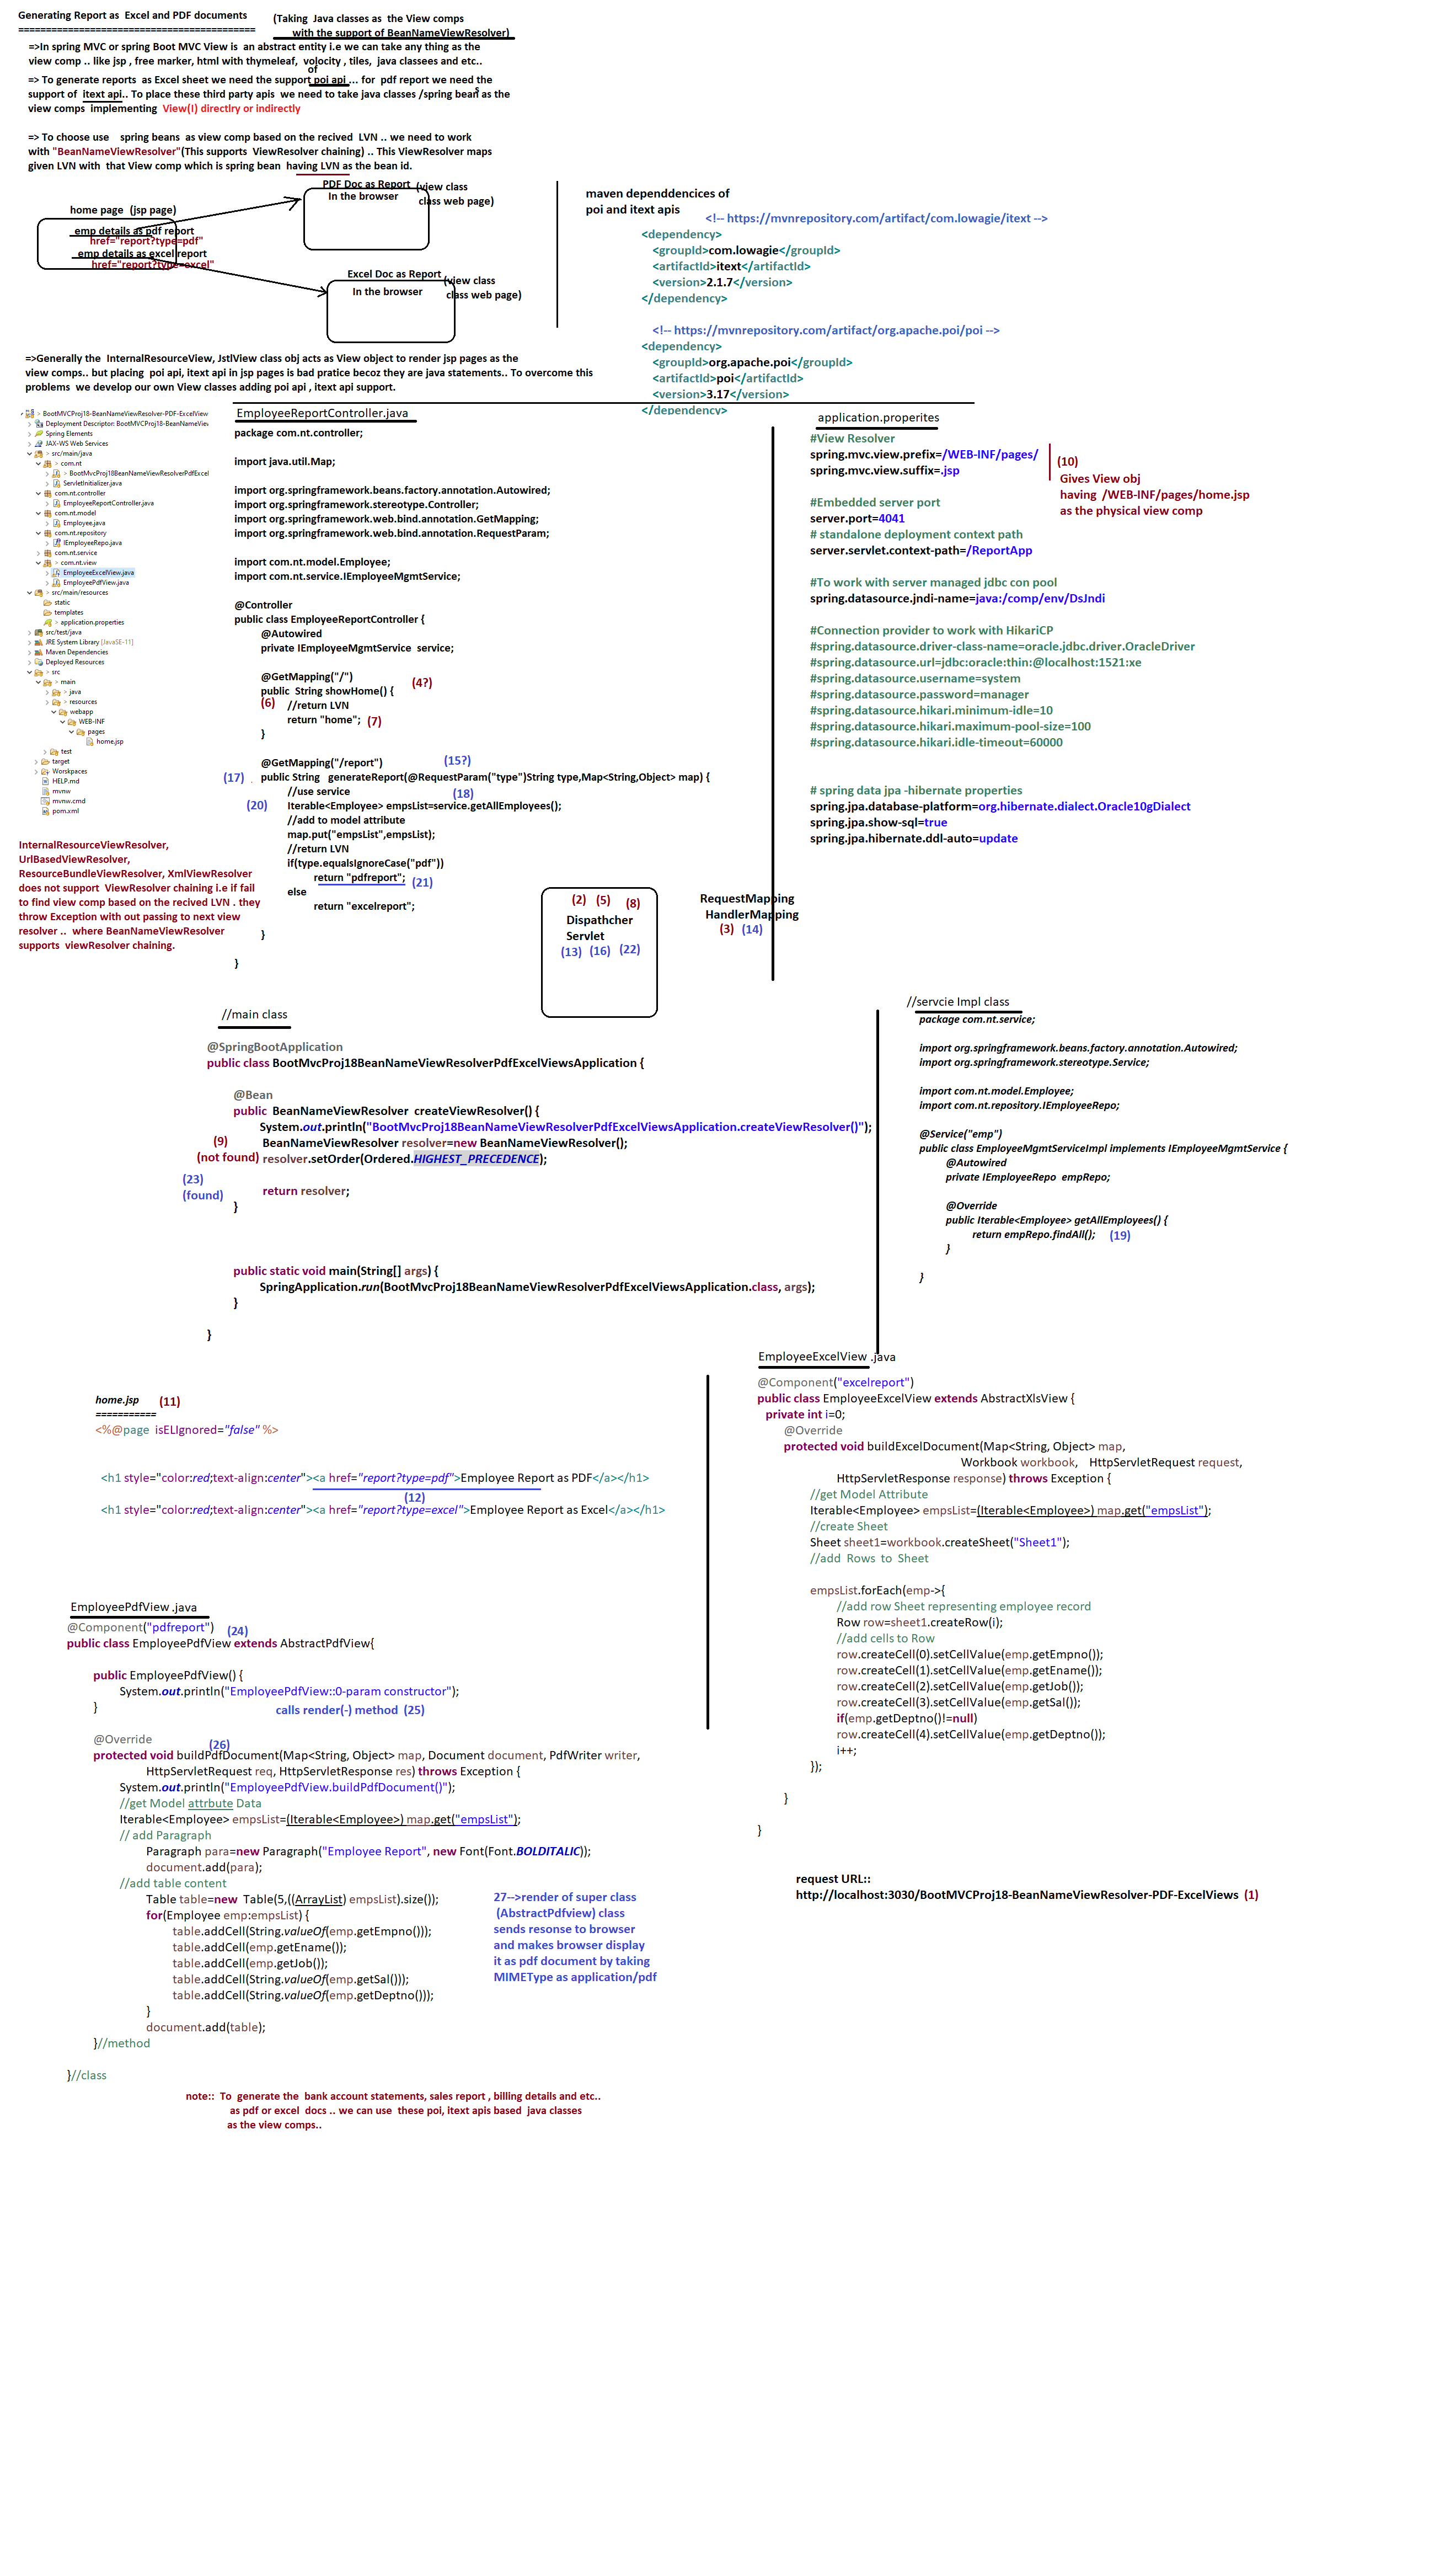 Generating Report as  Excel and PDF documents
===========================================
(Taking  Java classes as  the View comps
with the support of BeanNameViewResolver)
=>In spring MVC or spring Boot MVC View is  an abstract entity i.e we can take any thing as the
view comp .. like jsp , free marker, html with thymeleaf,  volocity , tiles,  java classees and etc..
of
=> To generate reports  as Excel sheet we need the support poi api ... for  pdf report we need the
support of  itext api.. To place these third party apis  we need to take java classes /spring beans as the
view comps  implementing  View(I) directlry or indirectly
=> To choose use    spring beans  as view comp based on the recived  LVN .. we need to work
with "BeanNameViewResolver"(This supports  ViewResolver chaining) .. This ViewResolver maps
given LVN with  that View comp which is spring bean  having LVN as the bean id.
home page  (jsp page)
emp details as pdf report
href="report?type=pdf"
emp details as excel report
href="report?type=excel"
PDF Doc as Report
In the browser
(view class
class web page)
Excel Doc as Report
In the browser
(view class
class web page)
maven dependdencices of
poi and itext apis
<!-- https://mvnrepository.com/artifact/com.lowagie/itext -->
<dependency>
<groupId>com.lowagie</groupId>
<artifactId>itext</artifactId>
<version>2.1.7</version>
</dependency>
<!-- https://mvnrepository.com/artifact/org.apache.poi/poi -->
<dependency>
<groupId>org.apache.poi</groupId>
<artifactId>poi</artifactId>
<version>3.17</version>
</dependency>
=>Generally the  InternalResourceView, JstlView class obj acts as View object to render jsp pages as the
view comps.. but placing  poi api, itext api in jsp pages is bad pratice becoz they are java statements.. To overcome this
problems  we develop our own View classes adding poi api , itext api support.
> BootMVCProj18-BeanNameViewResolver-PDF-ExcelView
Deployment Descriptor: BootMVCProj18-BeanNameView
Spring Elements
JAX-WS Web Services
> src/main/java
> com.nt
> BootMvcProj18BeanNameViewResolverPdfExcel
ServletInitializer.java
com.nt.controller
EmployeeReportController.java
com.nt.model
Employee.java
com.nt.repository
IEmployeeRepo.java
com.nt.service
> com.nt.view
EmployeeExcelView.java
EmployeePdfView.java
> src/main/resources
static
templates
> application.properties
src/test/java
JRE System Library [JavaSE-11]
Maven Dependencies
Deployed Resources
> src
> main
> java
> resources
> webapp
WEB-INF
pages
home.jsp
test
target
Worskpaces
HELP.md
mvnw
mvnw.cmd
pom.xml
InternalResourceViewResolver,
UrlBasedViewResolver,
ResourceBundleViewResolver, XmlViewResolver
does not support  ViewResolver chaining i.e if fail
to find view comp based on the recived LVN . they
throw Exception with out passing to next view
resolver ..  where BeanNameViewResolver
supports  viewResolver chaining.
EmployeeReportController.java
package com.nt.controller;
import java.util.Map;
import org.springframework.beans.factory.annotation.Autowired;
import org.springframework.stereotype.Controller;
import org.springframework.web.bind.annotation.GetMapping;
import org.springframework.web.bind.annotation.RequestParam;
import com.nt.model.Employee;
import com.nt.service.IEmployeeMgmtService;
@Controller
public class EmployeeReportController {
@Autowired
private IEmployeeMgmtService  service;
@GetMapping("/")
(4?)
public  String showHome() {
(6) //return LVN
return "home"; (7)
}
@GetMapping("/report")
(15?)
(17) public String   generateReport(@RequestParam("type")String type,Map<String,Object> map) {
//use service (18)
(20) Iterable<Employee> empsList=service.getAllEmployees();
//add to model attribute
map.put("empsList",empsList);
//return LVN
if(type.equalsIgnoreCase("pdf"))
return "pdfreport"; (21)
else
return "excelreport";
}
}
application.properites
#View Resolver
spring.mvc.view.prefix=/WEB-INF/pages/
spring.mvc.view.suffix=.jsp
(10)
Gives View obj
having  /WEB-INF/pages/home.jsp
as the physical view comp
#Embedded server port
server.port=4041
# standalone deployment context path
server.servlet.context-path=/ReportApp
#To work with server managed jdbc con pool
spring.datasource.jndi-name=java:/comp/env/DsJndi
#Connection provider to work with HikariCP
#spring.datasource.driver-class-name=oracle.jdbc.driver.OracleDriver
#spring.datasource.url=jdbc:oracle:thin:@localhost:1521:xe
#spring.datasource.username=system
#spring.datasource.password=manager
#spring.datasource.hikari.minimum-idle=10
#spring.datasource.hikari.maximum-pool-size=100
#spring.datasource.hikari.idle-timeout=60000
# spring data jpa -hibernate properties
spring.jpa.database-platform=org.hibernate.dialect.Oracle10gDialect
spring.jpa.show-sql=true
spring.jpa.hibernate.ddl-auto=update
(2) (5) (8)
Dispathcher
Servlet
(13) (16) (22)
RequestMapping
HandlerMapping
(3) (14)
//main class
@SpringBootApplication
public class BootMvcProj18BeanNameViewResolverPdfExcelViewsApplication {
@Bean
public  BeanNameViewResolver  createViewResolver() {
System.out.println("BootMvcProj18BeanNameViewResolverPdfExcelViewsApplication.createViewResolver()");
(9) BeanNameViewResolver resolver=new BeanNameViewResolver();
(not found) resolver.setOrder(Ordered.HIGHEST_PRECEDENCE);
(23)
(found)
return resolver;
}
public static void main(String[] args) {
SpringApplication.run(BootMvcProj18BeanNameViewResolverPdfExcelViewsApplication.class, args);
}
}
//servcie Impl class
package com.nt.service;
import org.springframework.beans.factory.annotation.Autowired;
import org.springframework.stereotype.Service;
import com.nt.model.Employee;
import com.nt.repository.IEmployeeRepo;
@Service("emp")
public class EmployeeMgmtServiceImpl implements IEmployeeMgmtService {
@Autowired
private IEmployeeRepo  empRepo;
@Override
public Iterable<Employee> getAllEmployees() {
return empRepo.findAll(); (19)
}
}
home.jsp (11)
===========
<%@page  isELIgnored="false" %>
<h1 style="color:red;text-align:center"><a href="report?type=pdf">Employee Report as PDF</a></h1>
(12)
<h1 style="color:red;text-align:center"><a href="report?type=excel">Employee Report as Excel</a></h1>
EmployeeExcelView .java
@Component("excelreport")
public class EmployeeExcelView extends AbstractXlsView {
private int i=0;
@Override
protected void buildExcelDocument(Map<String, Object> map,
Workbook workbook,   HttpServletRequest request,
HttpServletResponse response) throws Exception {
//get Model Attribute
Iterable<Employee> empsList=(Iterable<Employee>) map.get("empsList");
//create Sheet
Sheet sheet1=workbook.createSheet("Sheet1");
//add  Rows  to  Sheet
empsList.forEach(emp->{
//add row Sheet representing employee record
Row row=sheet1.createRow(i);
//add cells to Row
row.createCell(0).setCellValue(emp.getEmpno());
row.createCell(1).setCellValue(emp.getEname());
row.createCell(2).setCellValue(emp.getJob());
row.createCell(3).setCellValue(emp.getSal());
if(emp.getDeptno()!=null)
row.createCell(4).setCellValue(emp.getDeptno());
i++;
});
}
}
EmployeePdfView .java
@Component("pdfreport") (24)
public class EmployeePdfView extends AbstractPdfView{
public EmployeePdfView() {
System.out.println("EmployeePdfView::0-param constructor");
}
calls render(-) method  (25)
@Override
(26)
protected void buildPdfDocument(Map<String, Object> map, Document document, PdfWriter writer,
HttpServletRequest req, HttpServletResponse res) throws Exception {
System.out.println("EmployeePdfView.buildPdfDocument()");
//get Model attrbute Data
Iterable<Employee> empsList=(Iterable<Employee>) map.get("empsList");
// add Paragraph
Paragraph para=new Paragraph("Employee Report", new Font(Font.BOLDITALIC));
document.add(para);
//add table content
Table table=new  Table(5,((ArrayList) empsList).size());
for(Employee emp:empsList) {
table.addCell(String.valueOf(emp.getEmpno()));
table.addCell(emp.getEname());
table.addCell(emp.getJob());
table.addCell(String.valueOf(emp.getSal()));
table.addCell(String.valueOf(emp.getDeptno()));
}
document.add(table);
}//method
}//class
27-->render of super class
(AbstractPdfview) class
sends resonse to browser
and makes browser display
it as pdf document by taking
MIMEType as application/pdf
request URL::
http://localhost:3030/BootMVCProj18-BeanNameViewResolver-PDF-ExcelViews  (1)
note::  To  generate the  bank account statements, sales report , billing details and etc..
as pdf or excel  docs .. we can use  these poi, itext apis based  java classes
as the view comps..